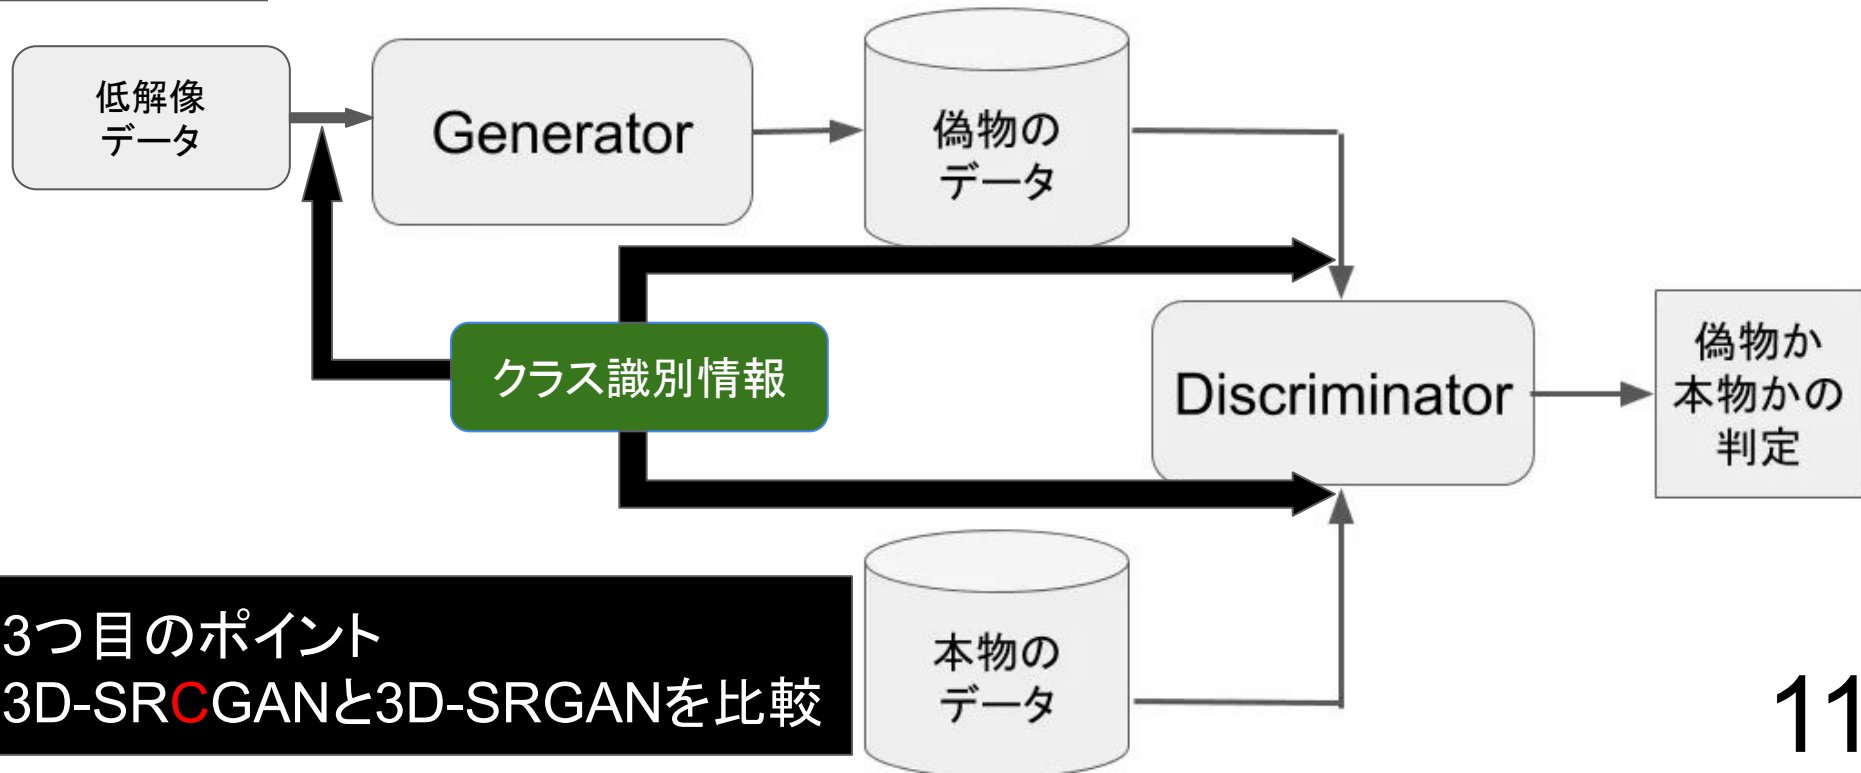 低解像
データ
Generator
偽物の
データ
クラス識別情報
Discriminator
偽物か
本物かの
判定
本物の
データ
3つ目のポイント
3D-SRCGANと3D-SRGANを比較
11